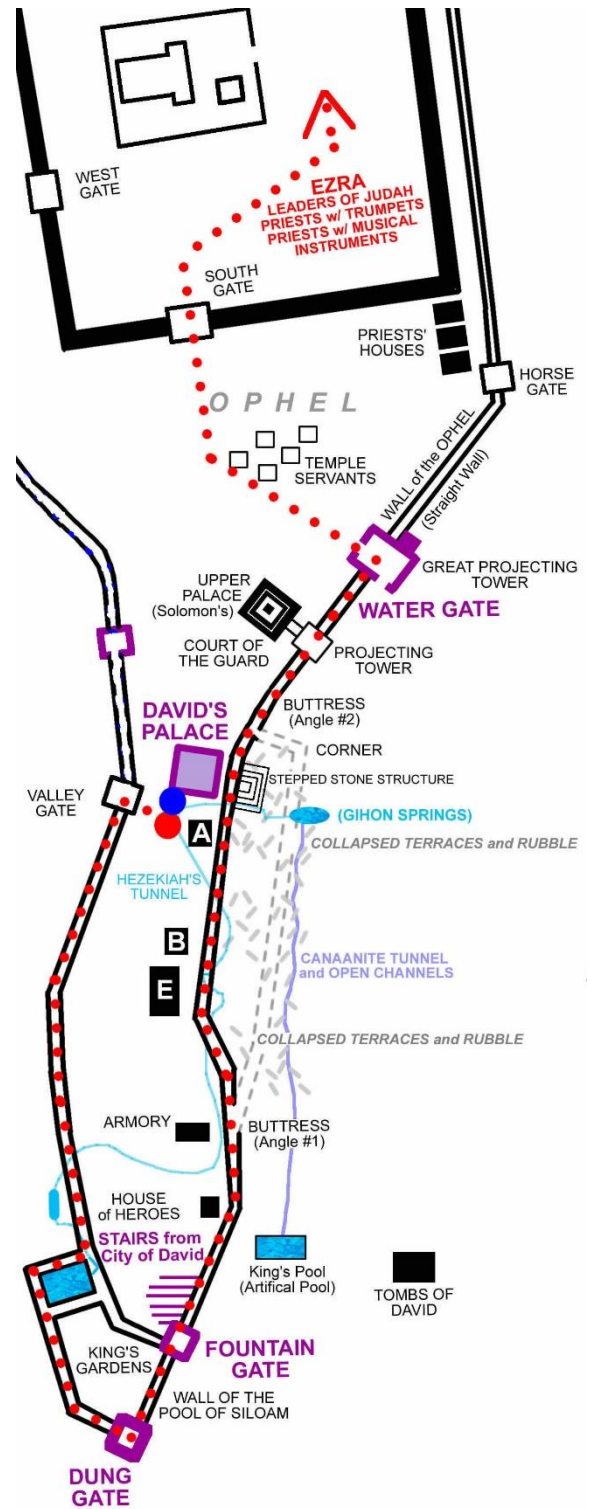 WEST
GATE
EZRA
LEADERS OF JUDAH
PRIESTS w/ TRUMPETS
PRIESTS w/ MUSICAL
INSTRUMENTS
SOUTH
GATE
PRIESTS'
HOUSES
HORSE
GATE
OPHEL
WALL of the OPHEL
(Straight Wall)
TEMPLE
SERVANTS
GREAT PROJECTING
TOWER
WATER GATE
UPPER
PALACE
(Solomon's)
COURT OF
THE GUARD
PROJECTING
TOWER
BUTTRESS
(Angle #2)
DAVID'S
PALACE
CORNER
STEPPED STONE STRUCTURE
VALLEY
GATE
(GIHON SPRINGS)
A
COLLAPSED TERRACES and RUBBLE
HEZEKIAH'S
TUNNEL
B
CANAANITE TUNNEL
and OPEN CHANNELS
E
COLLAPSED TERRACES and RUBBLE
ARMORY
BUTTRESS
(Angle #1)
HOUSE
of HEROES
STAIRS from
City of David
King's Pool
(Artifical Pool)
TOMBS OF
DAVID
KING'S
GARDENS
FOUNTAIN
GATE
WALL OF THE
POOL OF SILOAM
DUNG
GATE